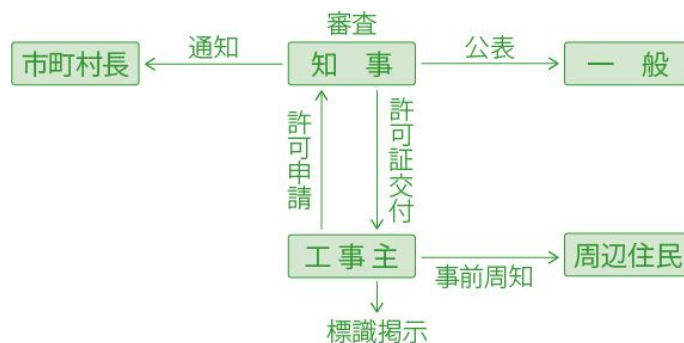 審査
市町村長
通知
知　事
公表
一　般
許可申請
許可証交付
工事主
事前周知
周辺住民
標識掲示